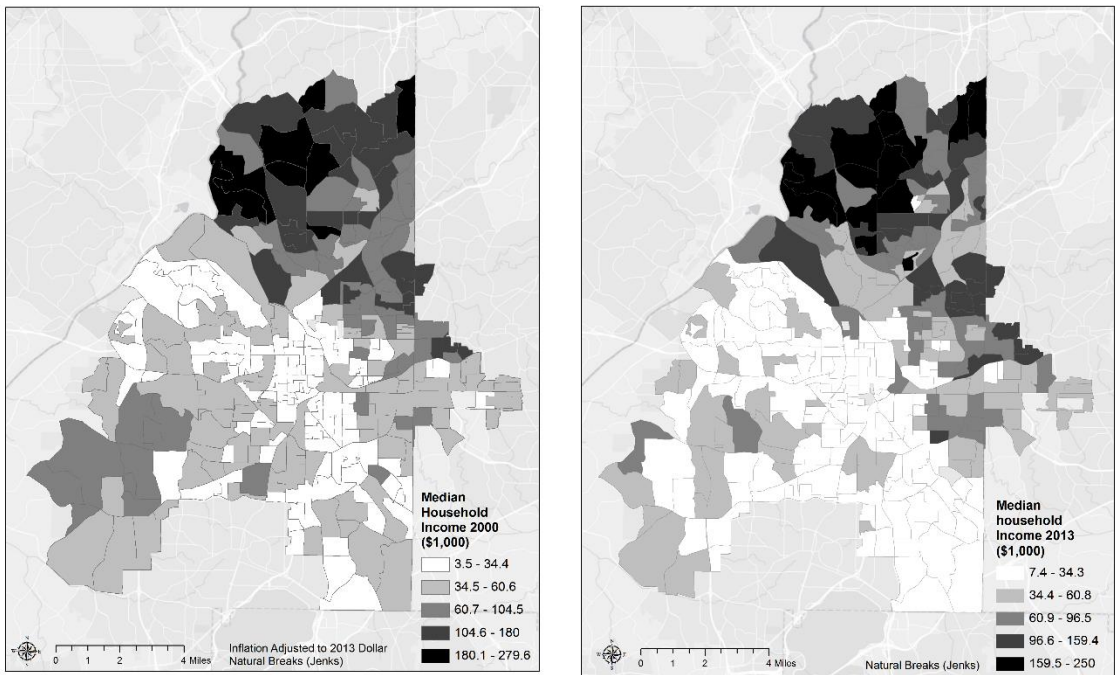 Median
Household
Income 2000
($1,000)
3.5 - 34.4
34.5 - 60.6
60.7 - 104.5
104.6 - 180
180.1 - 279.6
0 1 2 4 Miles
Inflation Adjusted to 2013 Dollar
Natural Breaks (Jenks)
Median
household
Income 2013
($1,000)
7.4 - 34.3
34.4 - 60.8
60.9 - 96.5
96.6 - 159.4
159.5 - 250
0 1 2 4 Miles
Natural Breaks (Jenks)